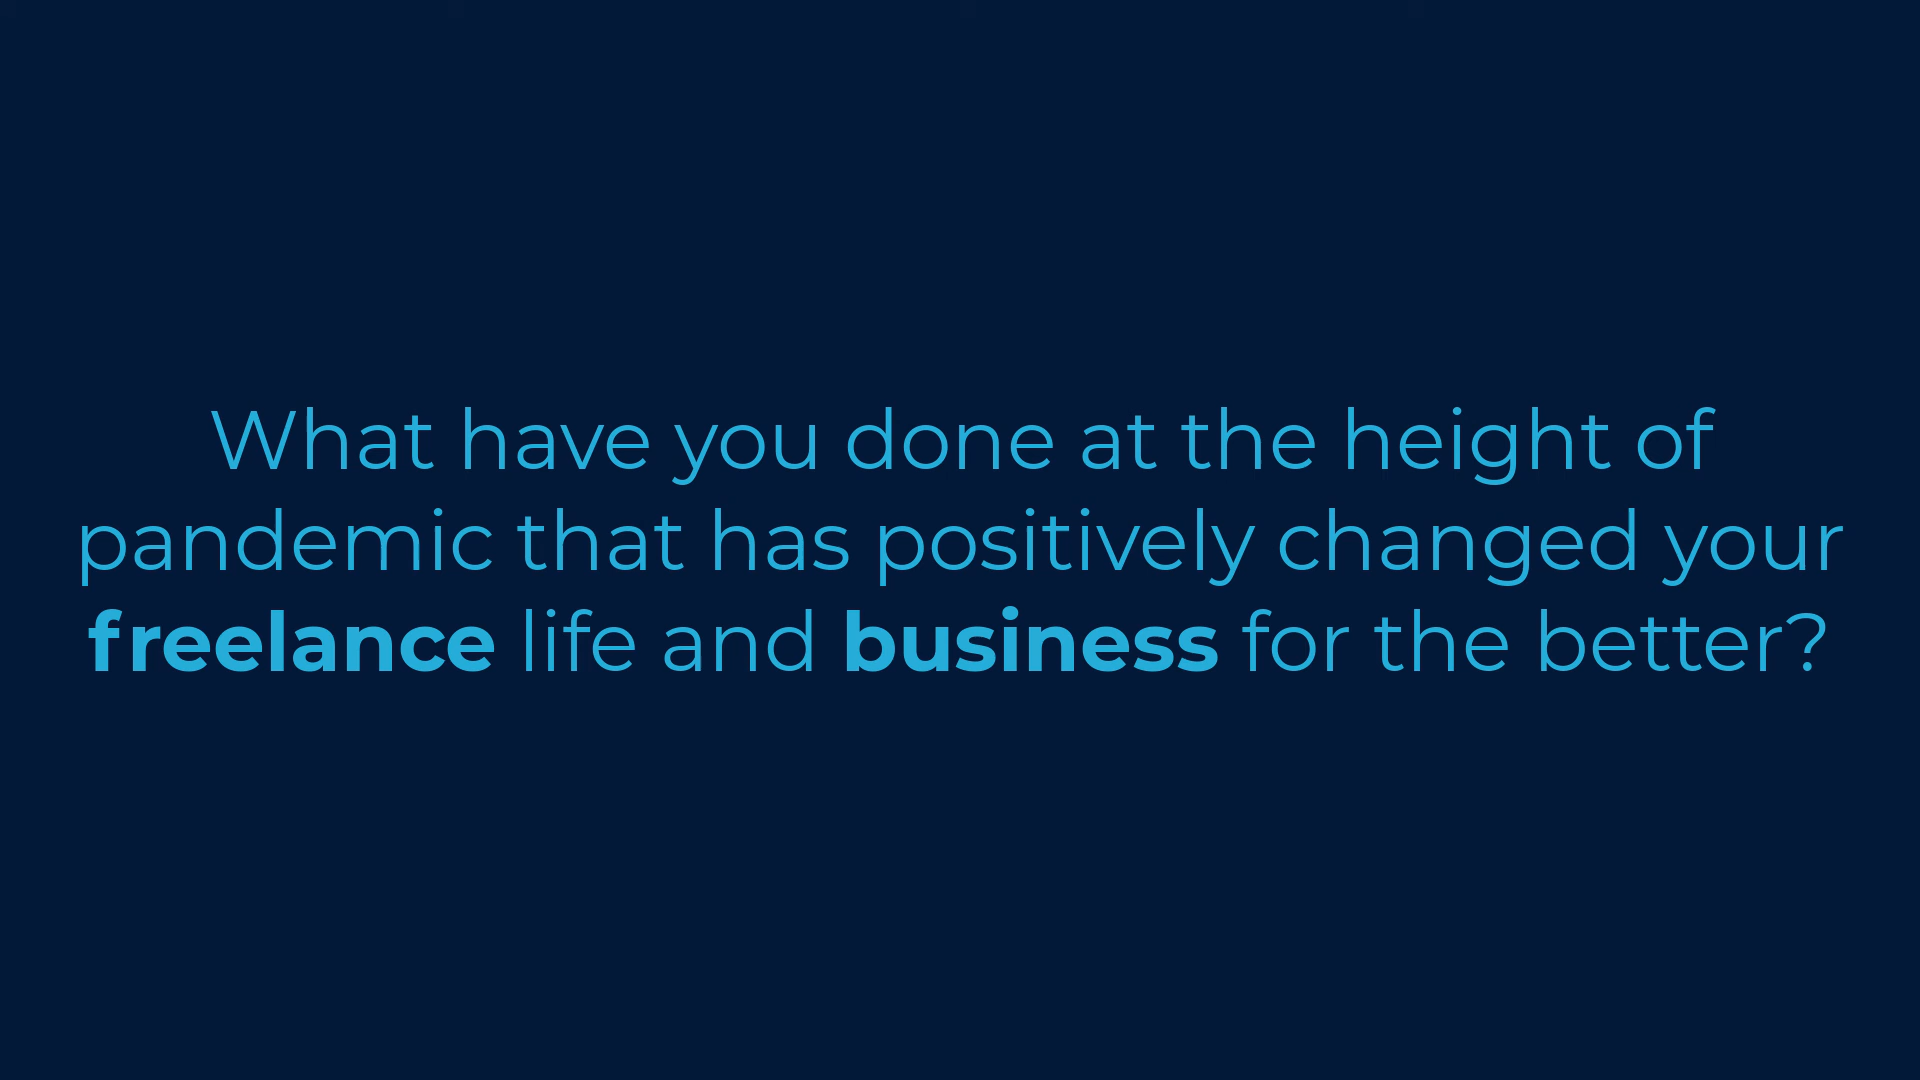 What have you done at the height of
pandemic that has positively changed your
freelance life and business for the better?